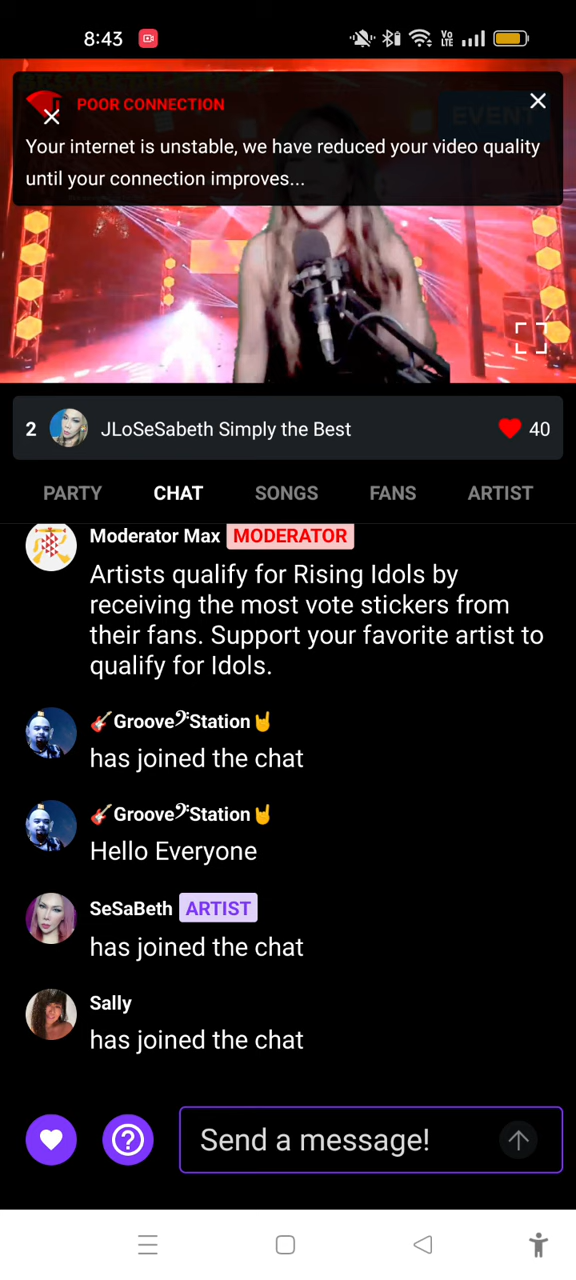 8:43
Vo
LTE
POOR CONNECTION
EVENT
Your internet is unstable, we have reduced your video quality
until your connection improves...
2 JLoSeSabeth Simply the Best 40
PARTY CHAT SONGS FANS ARTIST
Moderator Max MODERATOR
Artists qualify for Rising Idols by
receiving the most vote stickers from
their fans. Support your favorite artist to
qualify for Idols.
🎸Groove𝄢Station🤘
has joined the chat
🎸Groove𝄢Station🤘
Hello Everyone
SeSaBeth ARTIST
has joined the chat
Sally
has joined the chat
Send a message!